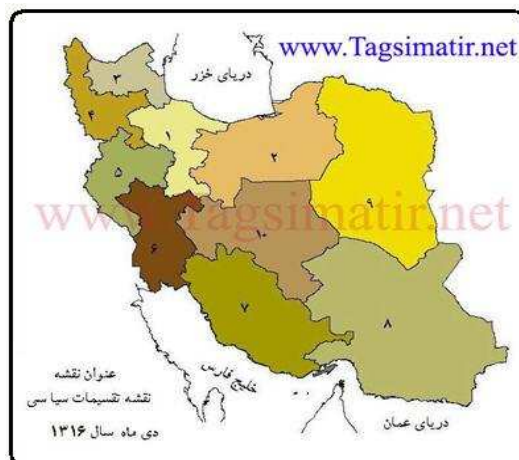 www.Tagsimatir.net
دریای خزر
۳
۴
۱
۲
۵
۹
www.Tagsimatir.net
۶
۱۰
۷
۸
خلیج فارس
دریای عمان
عنوان نقشه
نقشه تقسیمات سیاسی
دی ماه سال ۱۳۱۶